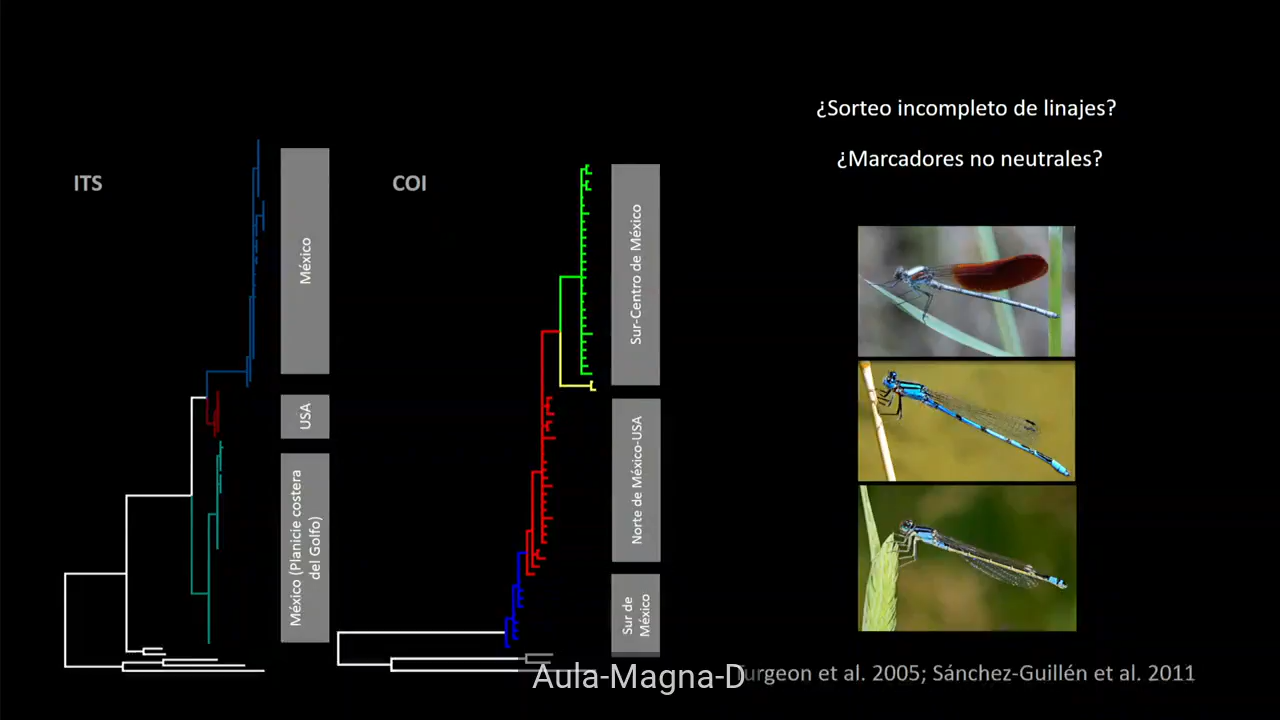 ¿Sorteo incompleto de linajes?
¿Marcadores no neutrales?
ITS
COI
México
USA
México (Planicie costera
del Golfo)
Sur-Centro de México
Norte de México-USA
Sur de
México
Aula-Magna-D
Turgeon et al. 2005; Sánchez-Guillén et al. 2011